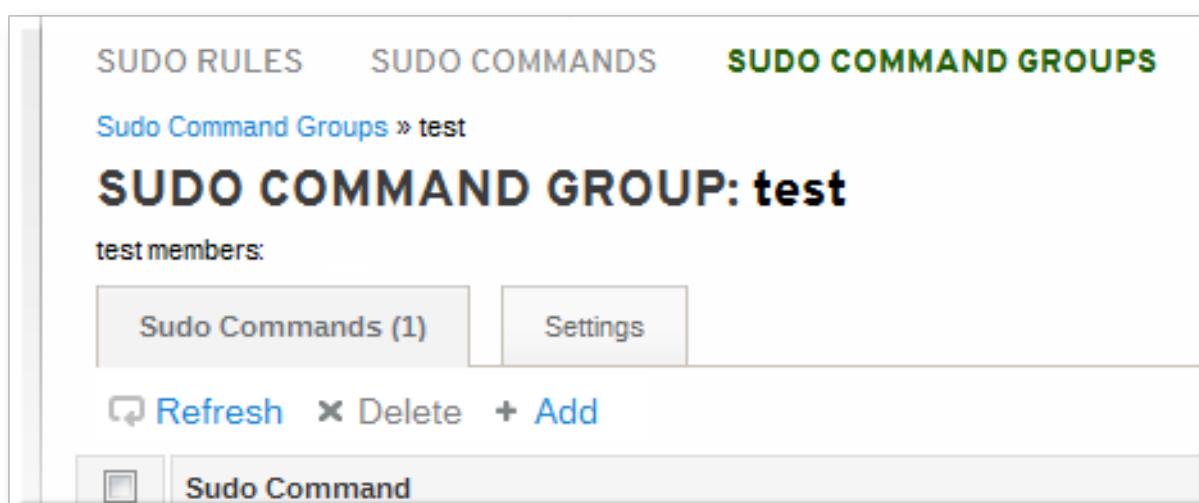 SUDO RULES SUDO COMMANDS SUDO COMMAND GROUPS
Sudo Command Groups » test
SUDO COMMAND GROUP: test
test members:
Sudo Commands (1) Settings
Refresh Delete + Add
Sudo Command